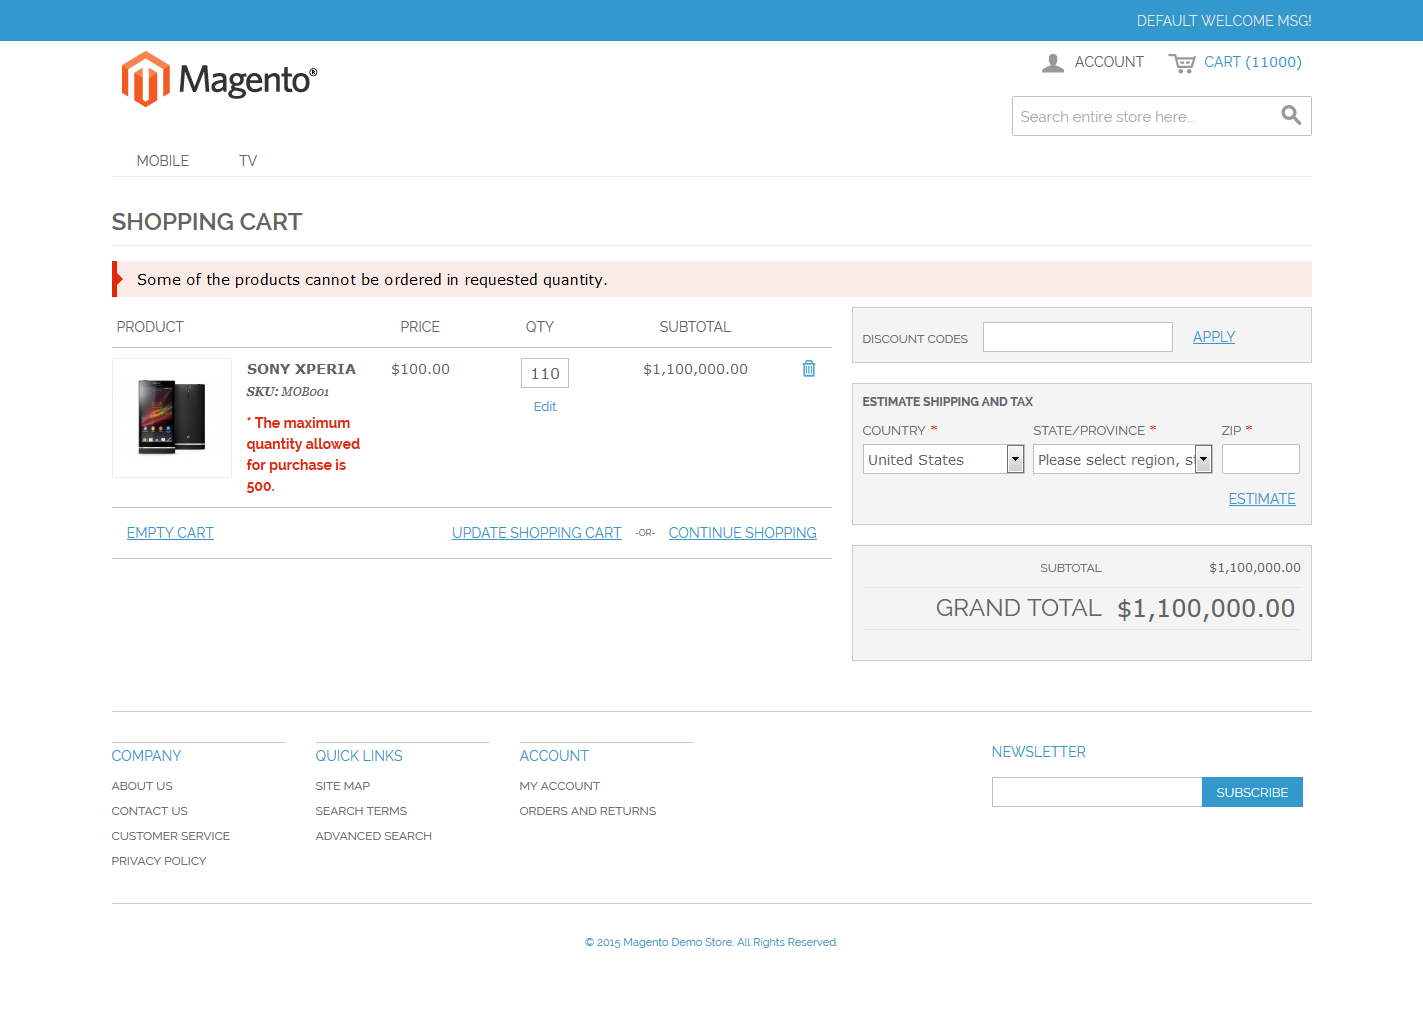 DEFAULT WELCOME MSG!
Magento®
ACCOUNT
CART (11000)
Search entire store here...
MOBILE
TV
SHOPPING CART
Some of the products cannot be ordered in requested quantity.
PRODUCT PRICE QTY SUBTOTAL
SONY XPERIA $100.00 110 $1,100,000.00
SKU: MOB001
Edit
* The maximum
quantity allowed
for purchase is
500.
EMPTY CART UPDATE SHOPPING CART -OR- CONTINUE SHOPPING
DISCOUNT CODES APPLY
ESTIMATE SHIPPING AND TAX
COUNTRY * STATE/PROVINCE * ZIP *
United States Please select region, st
ESTIMATE
SUBTOTAL $1,100,000.00
GRAND TOTAL $1,100,000.00
COMPANY
ABOUT US
CONTACT US
CUSTOMER SERVICE
PRIVACY POLICY
QUICK LINKS
SITE MAP
SEARCH TERMS
ADVANCED SEARCH
ACCOUNT
MY ACCOUNT
ORDERS AND RETURNS
NEWSLETTER
SUBSCRIBE
© 2015 Magento Demo Store. All Rights Reserved.